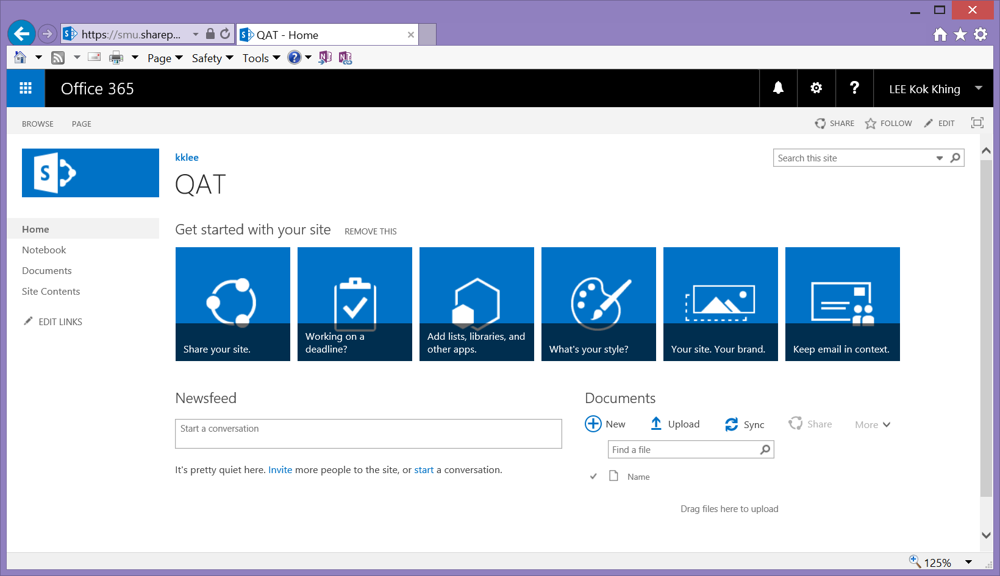 https://smu.sharep...
QAT - Home
Page
Safety
Tools
Office 365
LEE Kok Khing
BROWSE
PAGE
SHARE
FOLLOW
EDIT
kklee
QAT
Search this site
Home
Notebook
Documents
Site Contents
EDIT LINKS
Get started with your site
REMOVE THIS
Share your site.
Working on a
deadline?
Add lists, libraries, and
other apps.
What's your style?
Your site. Your brand.
Keep email in context.
Newsfeed
Start a conversation
It's pretty quiet here. Invite more people to the site, or start a conversation.
Documents
New
Upload
Sync
Share
More
Find a file
Name
Drag files here to upload
125%